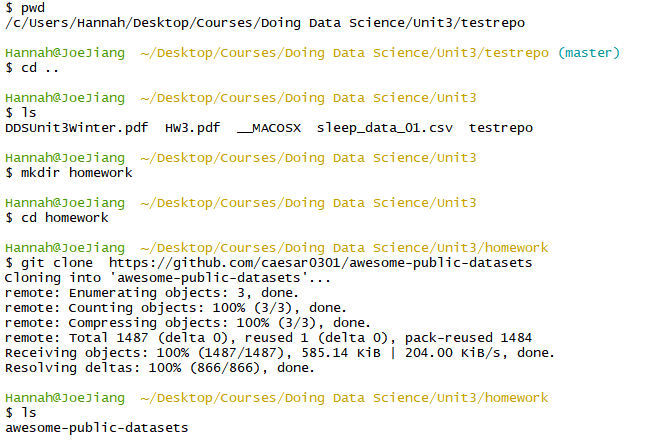 $ pwd
/c/Users/Hannah/Desktop/Courses/Doing Data Science/Unit3/testrepo
Hannah@JoeJiang  ~/Desktop/Courses/Doing Data Science/Unit3/testrepo (master)
$ cd ..
Hannah@JoeJiang  ~/Desktop/Courses/Doing Data Science/Unit3
$ ls
DDSUnit3Winter.pdf  HW3.pdf  __MACOSX  sleep_data_01.csv  testrepo
Hannah@JoeJiang  ~/Desktop/Courses/Doing Data Science/Unit3
$ mkdir homework
Hannah@JoeJiang  ~/Desktop/Courses/Doing Data Science/Unit3
$ cd homework
Hannah@JoeJiang  ~/Desktop/Courses/Doing Data Science/Unit3/homework
$ git clone  https://github.com/caesar0301/awesome-public-datasets
Cloning into 'awesome-public-datasets'...
remote: Enumerating objects: 3, done.
remote: Counting objects: 100% (3/3), done.
remote: Compressing objects: 100% (3/3), done.
remote: Total 1487 (delta 0), reused 1 (delta 0), pack-reused 1484
Receiving objects: 100% (1487/1487), 585.14 KiB | 204.00 KiB/s, done.
Resolving deltas: 100% (866/866), done.
Hannah@JoeJiang  ~/Desktop/Courses/Doing Data Science/Unit3/homework
$ ls
awesome-public-datasets